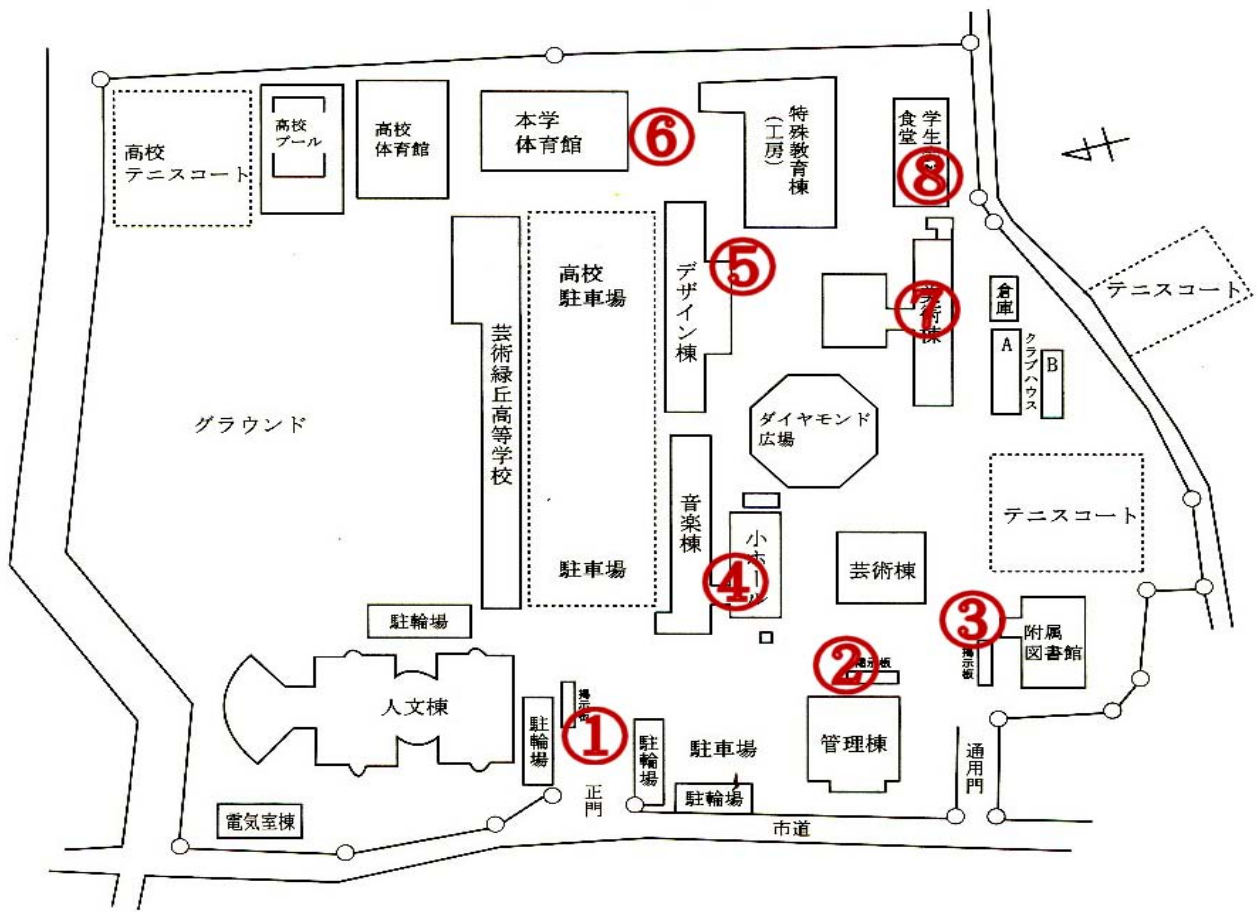 高校
テニスコート
高校
プール
高校
体育館
本学
体育館
⑥
特殊教育棟
(工房)
学生
食堂
⑧
グラウンド
芸術緑丘高等学校
高校
駐車場
駐車場
デザイン棟
⑤
美術棟
⑦
倉庫
テニスコート
A
クラブハウス
B
ダイヤモンド
広場
音楽棟
小ホール
④
芸術棟
テニスコート
駐輪場
人文棟
掲示板
①
駐輪場
正門
駐輪場
駐車場
駐輪場
掲示板
②
管理棟
③
掲示板
附属
図書館
通用門
電気室棟
市道